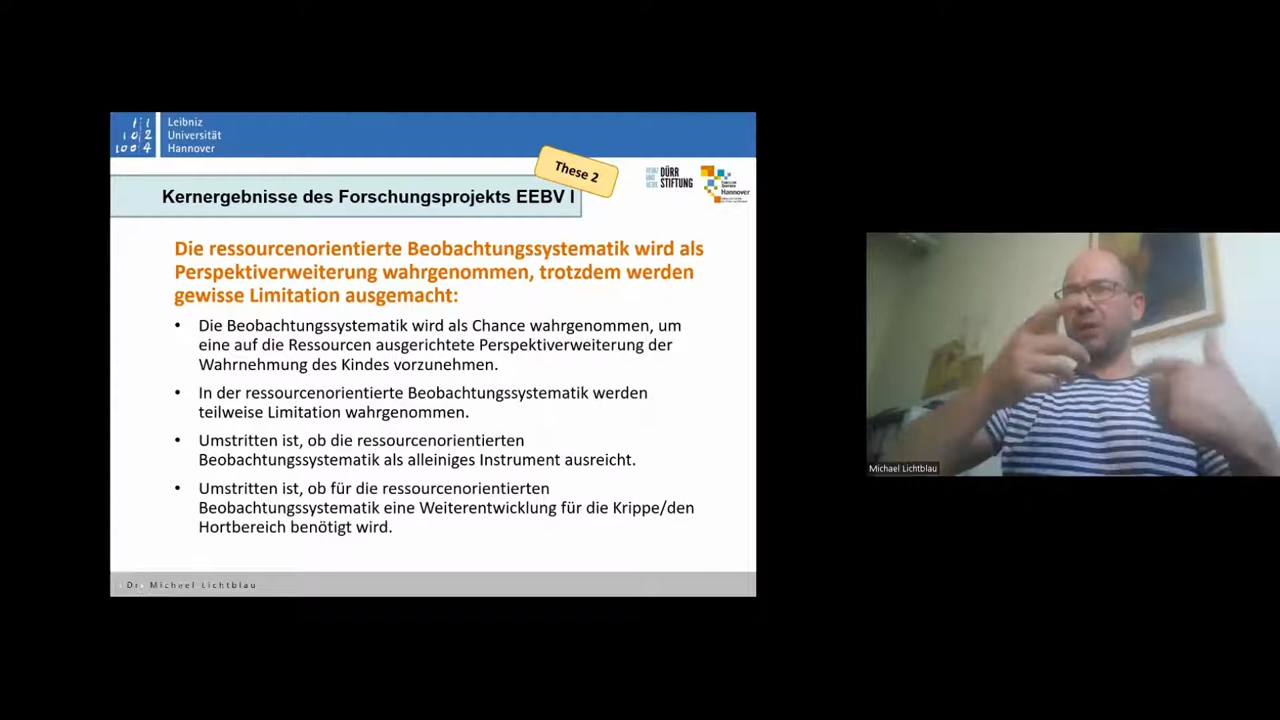 Leibniz
Universität
Hannover
These 2
DÜRR
STIFTUNG
Hannover
Kernergebnisse des Forschungsprojekts EEBV I
Die ressourcenorientierte Beobachtungssystematik wird als
Perspektiverweiterung wahrgenommen, trotzdem werden
gewisse Limitation ausgemacht:
• Die Beobachtungssystematik wird als Chance wahrgenommen, um
eine auf die Ressourcen ausgerichtete Perspektiverweiterung der
Wahrnehmung des Kindes vorzunehmen.
• In der ressourcenorientierte Beobachtungssystematik werden
teilweise Limitation wahrgenommen.
• Umstritten ist, ob die ressourcenorientierten
Beobachtungssystematik als alleiniges Instrument ausreicht.
• Umstritten ist, ob für die ressourcenorientierten
Beobachtungssystematik eine Weiterentwicklung für die Krippe/den
Hortbereich benötigt wird.
Dr. Michael Lichtblau
Michael Lichtblau